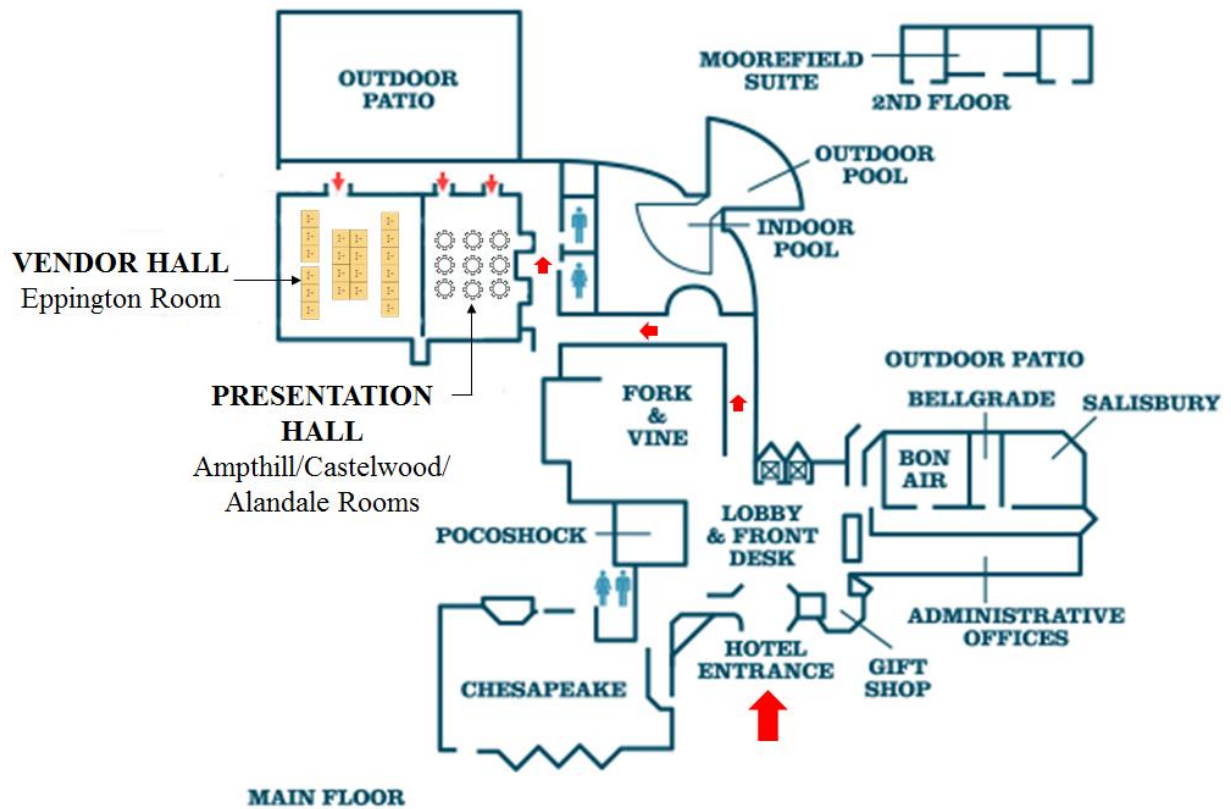 OUTDOOR
PATIO
MOOREFIELD
SUITE
2ND FLOOR
OUTDOOR
POOL
INDOOR
POOL
VENDOR HALL
Eppington Room
PRESENTATION
HALL
Ampthill/Castelwood/
Alandale Rooms
FORK
&
VINE
OUTDOOR PATIO
BELLGRADE
SALISBURY
BON
AIR
POCOSHOCK
LOBBY
& FRONT
DESK
ADMINISTRATIVE
OFFICES
HOTEL
ENTRANCE
GIFT
SHOP
CHESAPEAKE
MAIN FLOOR